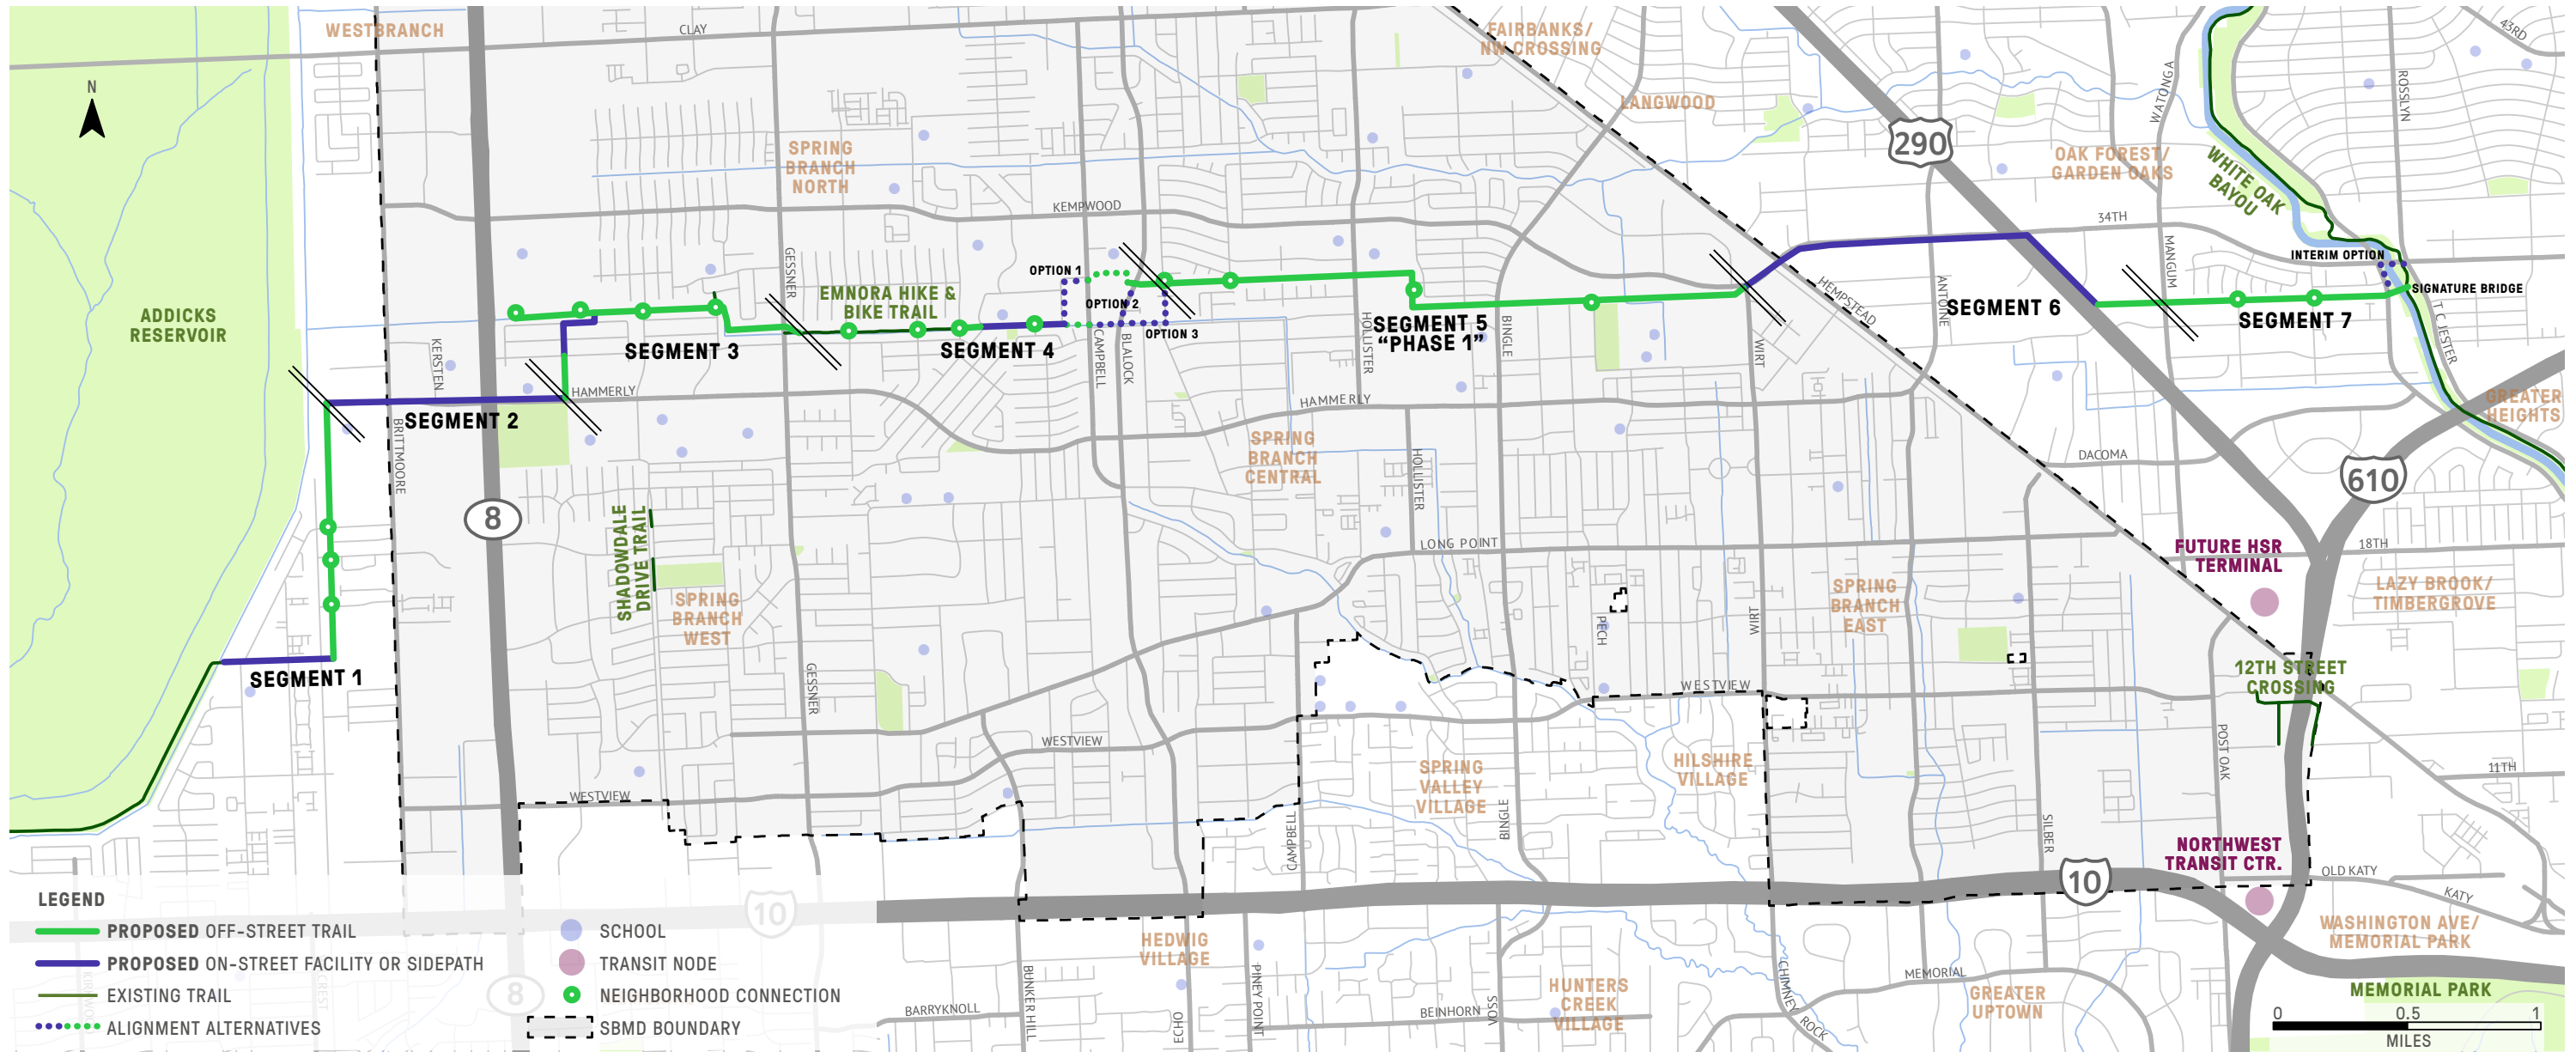 WESTBRANCH
CLAY
FAIRBANKS/
NW CROSSING
43RD
N
LANGWOOD
WATONGA
ROSSLYN
290
SPRING
BRANCH
NORTH
OAK FOREST/
GARDEN OAKS
WHITE OAK
BAYOU
KEMPWOOD
34TH
GESSNER
MANGUM
INTERIM OPTION
OPTION 1
EMNORA HIKE &
BIKE TRAIL
OPTION 2
HEMPSTEAD
ANTOINE
SIGNATURE BRIDGE
ADDICKS
RESERVOIR
SEGMENT 6
SEGMENT 7
T C JESTER
OPTION 3
SEGMENT 5
"PHASE 1"
HOLLISTER
BINGLE
WIRT
KERSTEN
SEGMENT 3
SEGMENT 4
CAMPBELL
BLALOCK
HAMMERLY
HAMMERLY
SEGMENT 2
GREATER
HEIGHTS
BRITTMOORE
SPRING
BRANCH
CENTRAL
HOLLISTER
DACOMA
610
8
SHADOWDALE
DRIVE TRAIL
LONG POINT
FUTURE HSR
TERMINAL
18TH
SPRING
BRANCH
WEST
PECH
WIRT
SPRING
BRANCH
EAST
LAZY BROOK/
TIMBERGROVE
SEGMENT 1
GESSNER
WESTVIEW
12TH STREET
CROSSING
WESTVIEW
POST OAK
SPRING
VALLEY
VILLAGE
HILSHIRE
VILLAGE
11TH
WESTVIEW
BINGLE
CAMPBELL
SILBER
NORTHWEST
TRANSIT CTR.
OLD KATY
KATY
10
10
LEGEND
PROPOSED OFF-STREET TRAIL
PROPOSED ON-STREET FACILITY OR SIDEPATH
EXISTING TRAIL
ALIGNMENT ALTERNATIVES
SCHOOL
TRANSIT NODE
NEIGHBORHOOD CONNECTION
SBMD BOUNDARY
8
HEDWIG
VILLAGE
WASHINGTON AVE/
MEMORIAL PARK
BUNKER HILL
PINEY POINT
ECHO
BARRYKNOLL
BEINHORN
VOSS
HUNTERS
CREEK
VILLAGE
CHIMNEY ROCK
MEMORIAL
GREATER
UPTOWN
MEMORIAL PARK
0 0.5 1
MILES